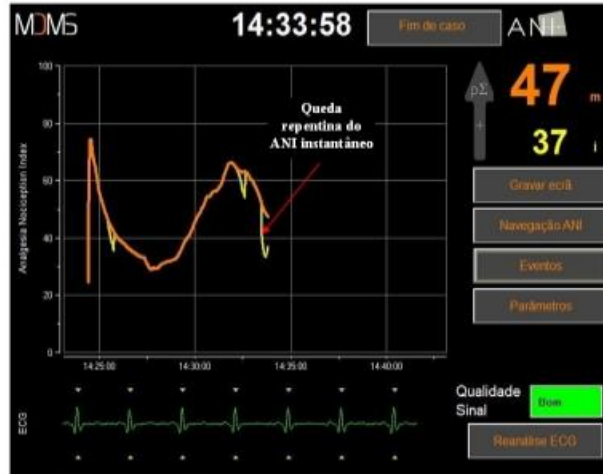 MDMS
14:33:58
Fim de caso
ANI
100
80
60
40
20
0
Analgesia Nociception Index
Queda
repentina do
ANI instantâneo
14:25:00
14:30:00
14:35:00
14:40:00
pΣ
+
47 m
37 i
Gravar ecrã
Navegação ANI
Eventos
Parâmetros
ECG
Qualidade
Sinal
Bom
Reanálise ECG